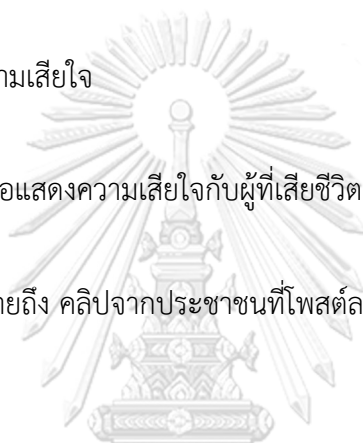 ามเสียใจ
อแสดงความเสียใจกับผู้ที่เสียชีวิต
ายถึง คลิปจากประชาชนที่โพสต์ล